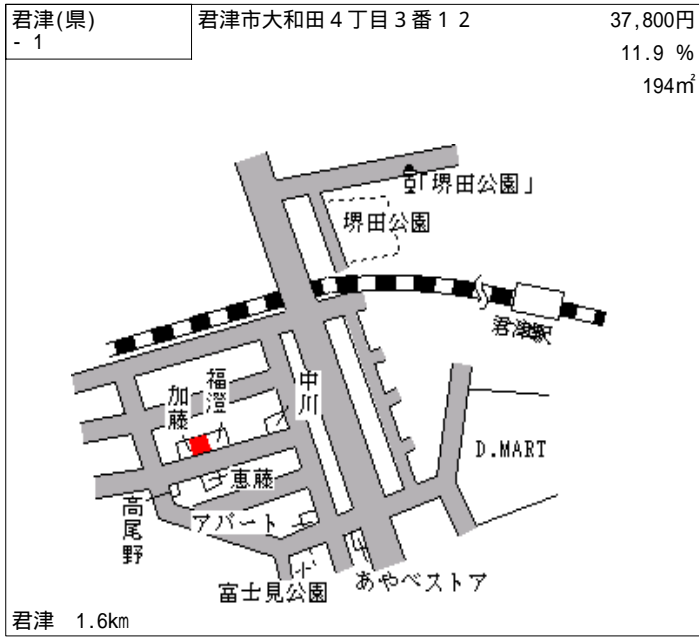 君津(県)
- 1
君津市大和田４丁目３番１２
37,800円
11.9 %
194㎡
「堺田公園」
堺田公園
君津駅
中川
福澄
加藤
D.MART
恵藤
高尾野
アパート
あやべストア
富士見公園
君津 1.6km